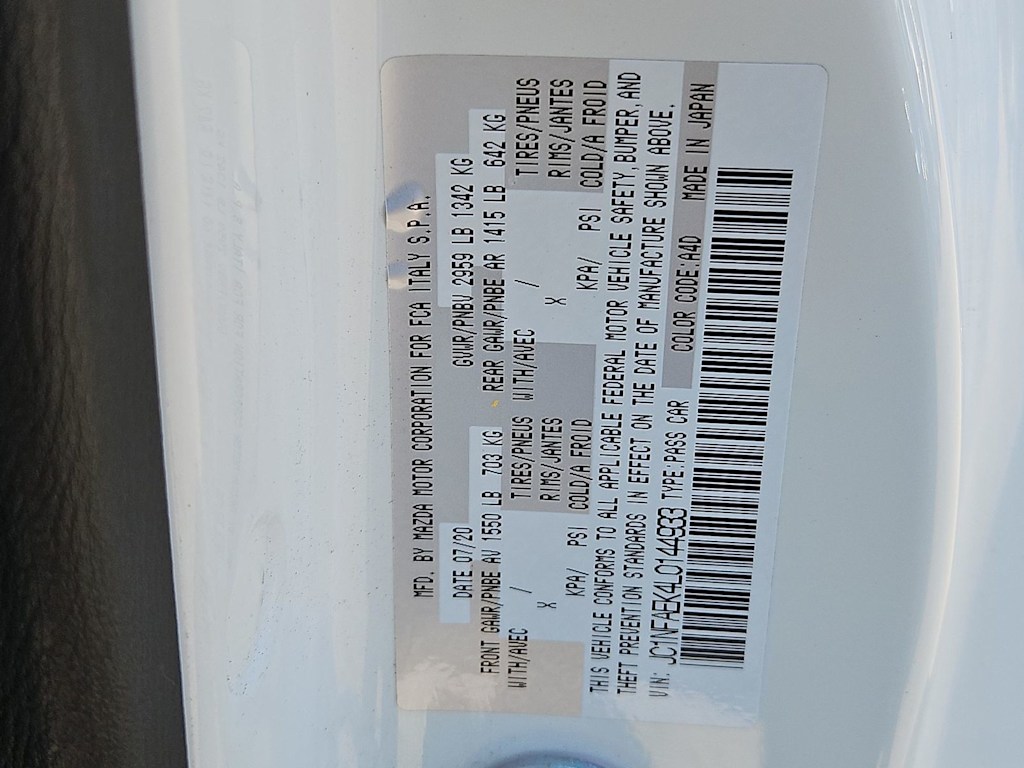 MFD. BY MAZDA MOTOR CORPORATION FOR FCA ITALY S.P.A.
DATE 07/20 GVWR/PNBV 2959 LB 1342 KG
FRONT GAWR/PNBE AV 1550 LB 703 KG REAR GAWR/PNBE AR 1415 LB 642 KG
WITH/AVEC / TIRES/PNEUS WITH/AVEC / TIRES/PNEUS
X RIMS/JANTES X RIMS/JANTES
KPA/ PSI COLD/A FROID KPA/ PSI COLD/A FROID
THIS VEHICLE CONFORMS TO ALL APPLICABLE FEDERAL MOTOR VEHICLE SAFETY, BUMPER, AND
THEFT PREVENTION STANDARDS IN EFFECT ON THE DATE OF MANUFACTURE SHOWN ABOVE.
VIN: JC1NFAEK4L0144933 TYPE:PASS CAR COLOR CODE:A4D MADE IN JAPAN